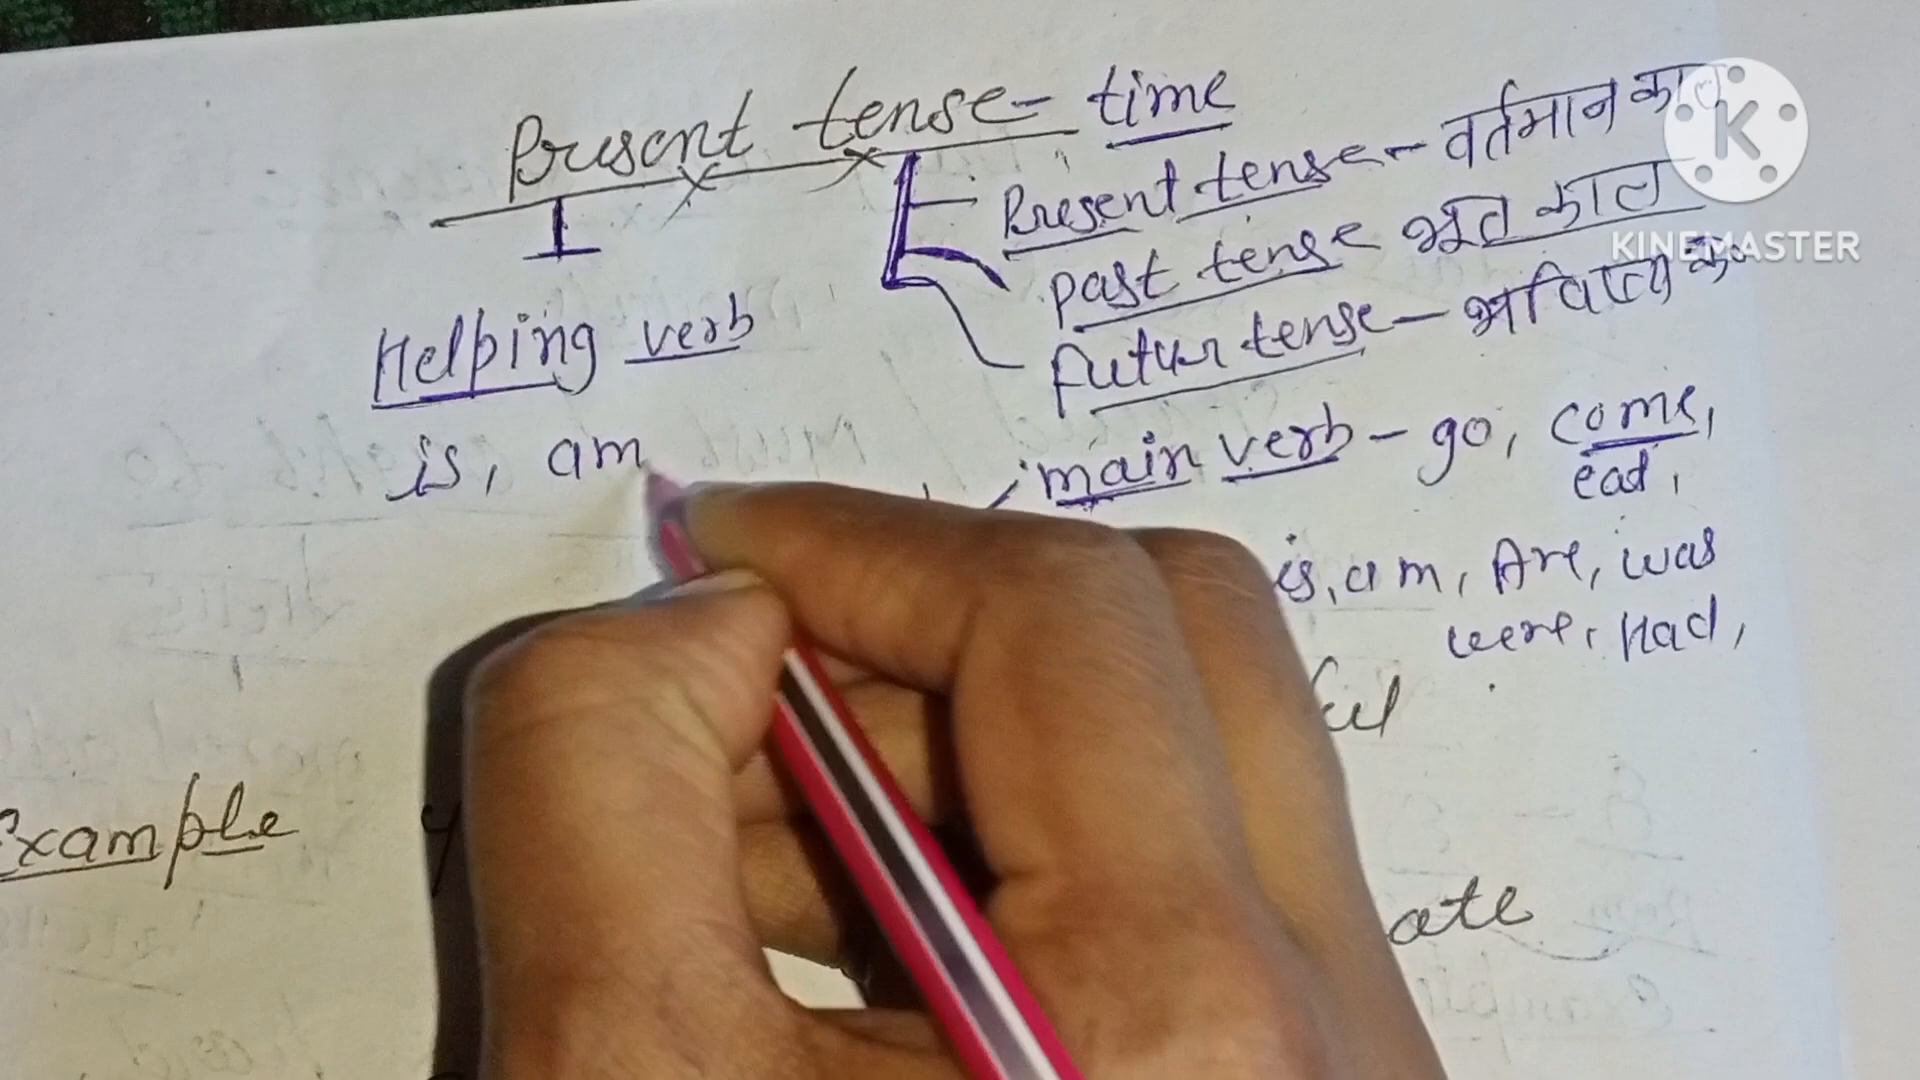 Present tense - time
Present tense - वर्तमान काल
Past tense भूत काल
Futur tense - भविष्य
Helping verb
is, am
main verb - go, come,
eat,
is, am, Are, was
were, Had,
Example
ate
K
KINEMASTER